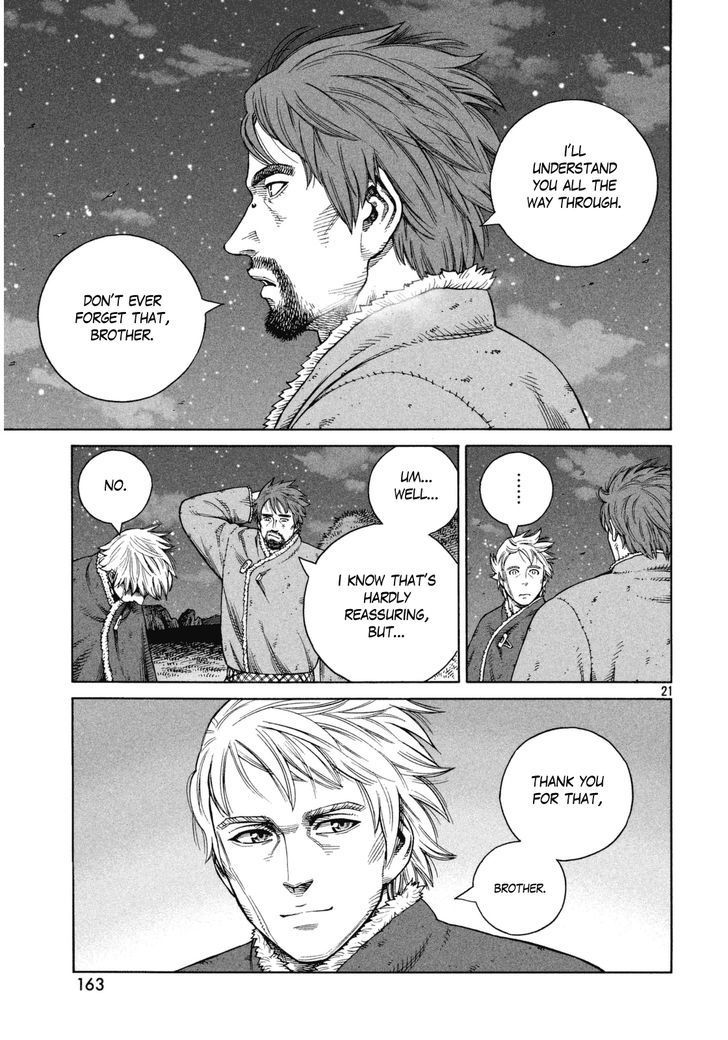 I'LL
UNDERSTAND
YOU ALL THE
WAY THROUGH.
DON'T EVER
FORGET THAT,
BROTHER.
......
UM...
WELL...
I KNOW THAT'S
HARDLY
REASSURING,
BUT...
NO.
21
THANK YOU
FOR THAT,
BROTHER.
163